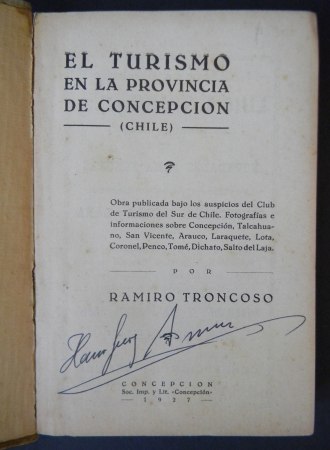 EL TURISMO
EN LA PROVINCIA
DE CONCEPCION
(CHILE)
Obra publicada bajo los suspicios del Club
de Turismo del Sur de Chile. Fotografías e
informaciones sobre Concepción, Talcahua-
no, San Vicente, Arauco, Laraquete, Lota,
Coronel, Penco, Tomé, Dichato, Salto del Laja.
POR
RAMIRO TRONCOSO
CONCEPCION
Soc. Imp. y Lit. «Concepción»
1927